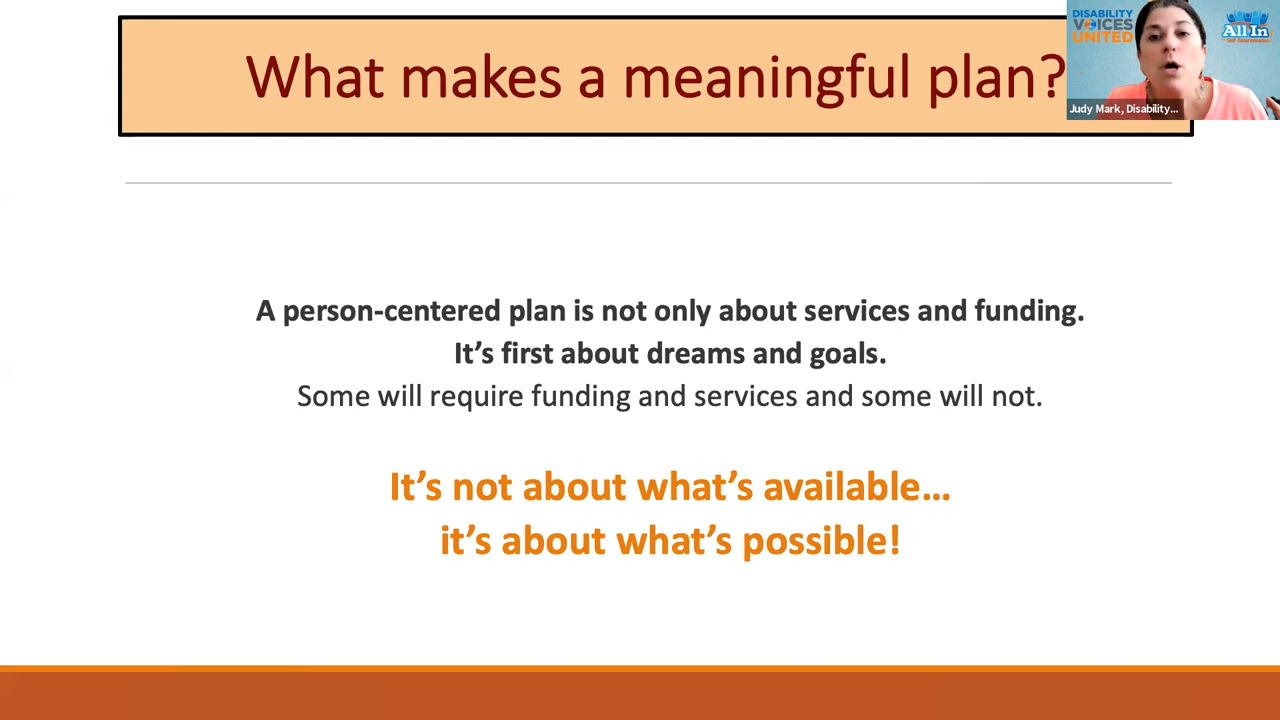 What makes a meaningful plan?
DISABILITY
VOICES
UNITED
All In
Self-Determination
Judy Mark, Disability...
A person-centered plan is not only about services and funding.
It’s first about dreams and goals.
Some will require funding and services and some will not.
It’s not about what’s available...
it’s about what’s possible!